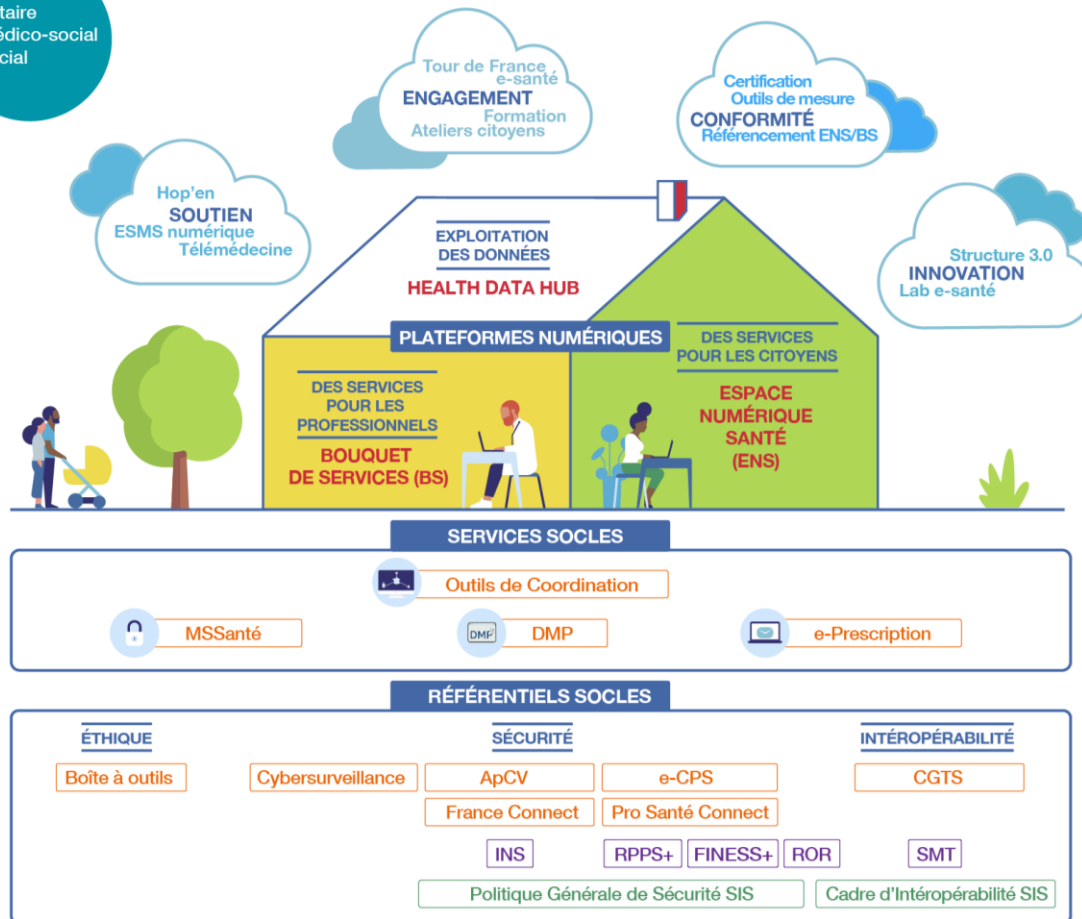 médico-social
Tour de France
e-santé
ENGAGEMENT
Formation
Ateliers citoyens
Certification
Outils de mesure
CONFORMITÉ
Référencement ENS/BS
Hop'en
SOUTIEN
ESMS numérique
Télémédecine
Structure 3.0
INNOVATION
Lab e-santé
EXPLOITATION
DES DONNÉES
HEALTH DATA HUB
PLATEFORMES NUMÉRIQUES
DES SERVICES
POUR LES
PROFESSIONNELS
BOUQUET
DE SERVICES (BS)
DES SERVICES
POUR LES CITOYENS
ESPACE
NUMÉRIQUE
SANTÉ
(ENS)
SERVICES SOCLES
Outils de Coordination
MSSanté
DMP DMP
e-Prescription
RÉFÉRENTIELS SOCLES
ÉTHIQUE
SÉCURITÉ
INTÉROPÉRABILITÉ
Boîte à outils
Cybersurveillance
ApCV
e-CPS
CGTS
France Connect
Pro Santé Connect
INS
RPPS+
FINESS+
ROR
SMT
Politique Générale de Sécurité SIS
Cadre d'Intéropérabilité SIS